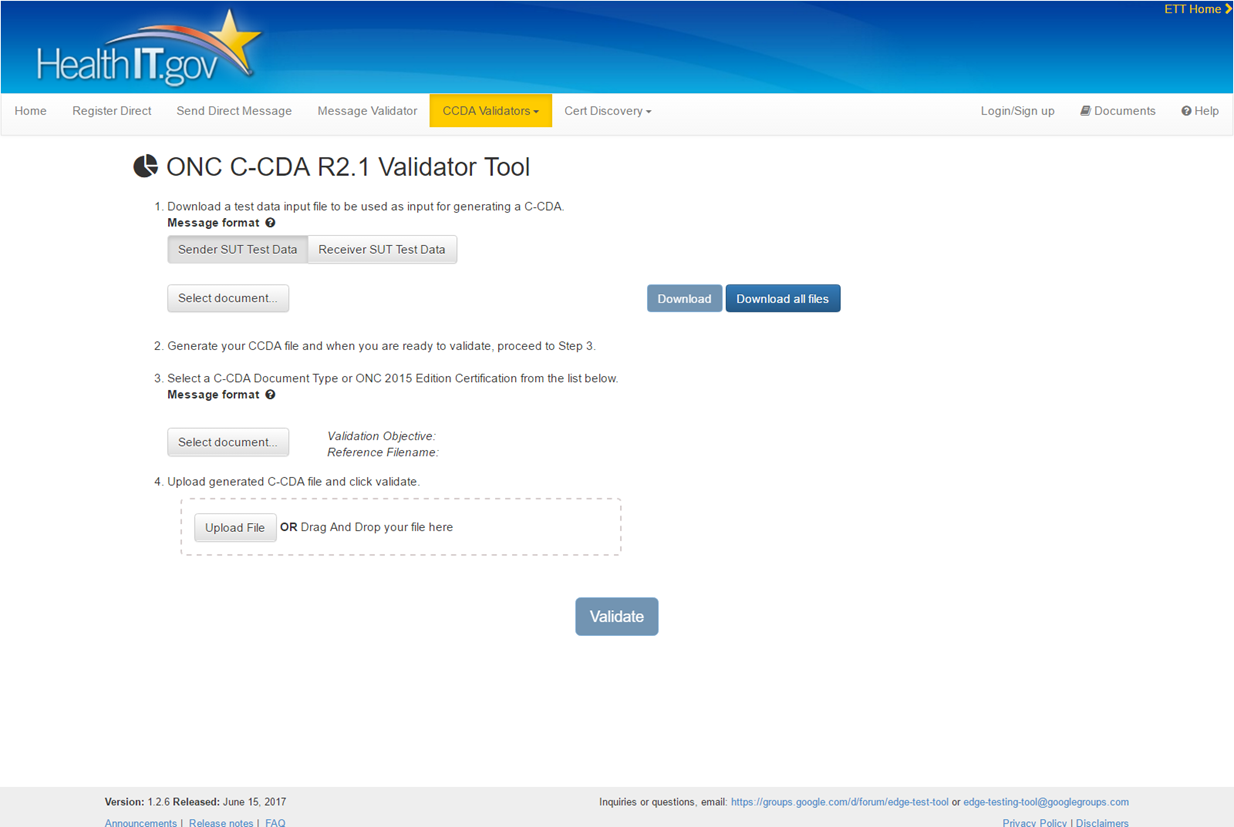 ETT Home
HealthIT.gov
Home Register Direct Send Direct Message Message Validator CCDA Validators Cert Discovery Login/Sign up Documents Help
ONC C-CDA R2.1 Validator Tool
1. Download a test data input file to be used as input for generating a C-CDA.
Message format
Sender SUT Test Data Receiver SUT Test Data
Select document... Download Download all files
2. Generate your CCDA file and when you are ready to validate, proceed to Step 3.
3. Select a C-CDA Document Type or ONC 2015 Edition Certification from the list below.
Message format
Select document... Validation Objective:
Reference Filename:
4. Upload generated C-CDA file and click validate.
Upload File OR Drag And Drop your file here
Validate
Version: 1.2.6 Released: June 15, 2017 Inquiries or questions, email: https://groups.google.com/d/forum/edge-test-tool or edge-testing-tool@googlegroups.com
Announcements | Release notes | FAQ Privacy Policy | Disclaimers